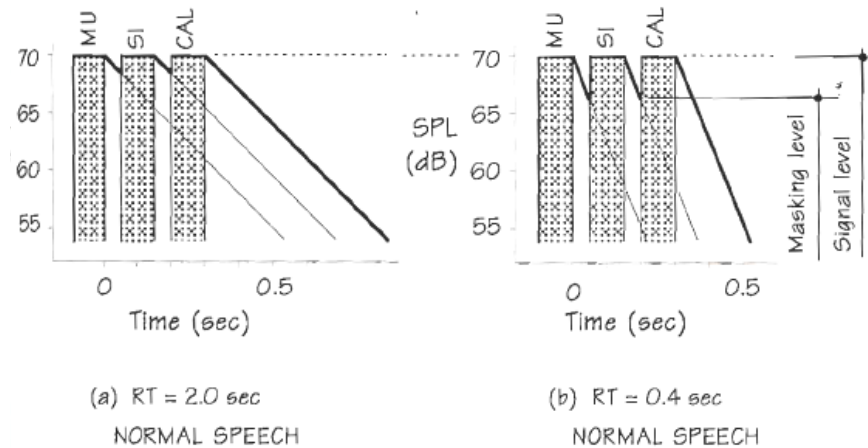 MU SI CAL
70
65
60
55
0 0.5
Time (sec)
(a) RT = 2.0 sec
NORMAL SPEECH
SPL
(dB)
MU SI CAL
70
65
60
55
0 0.5
Time (sec)
Masking level
Signal level
(b) RT = 0.4 sec
NORMAL SPEECH